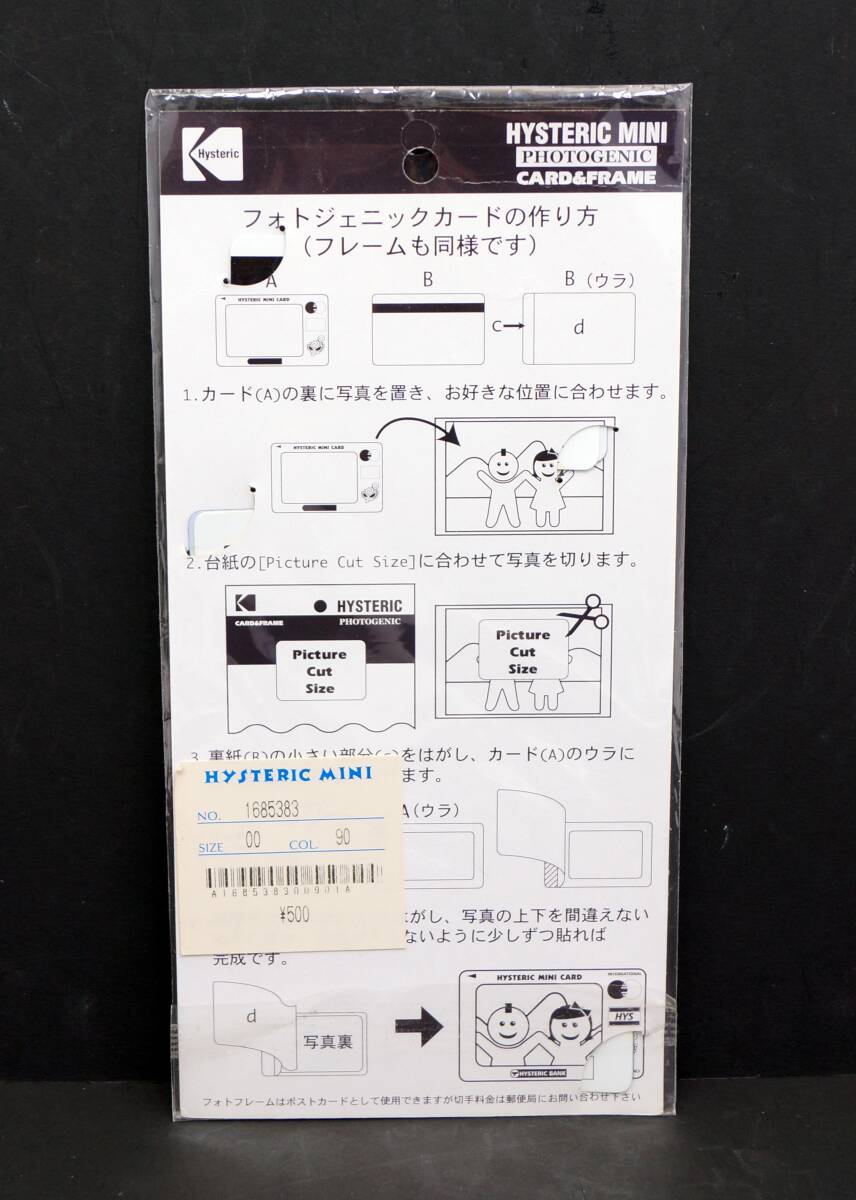 Hysteric
HYSTERIC MINI
PHOTOGENIC
CARD&FRAME
フォトジェニックカードの作り方
(フレームも同様です)
A
B
B (ウラ)
HYSTERIC MINI CARD
C
d
1.カード(A)の裏に写真を置き、お好きな位置に合わせます。
HYSTERIC MINI CARD
2.台紙の[Picture Cut Size]に合わせて写真を切ります。
HYSTERIC
CARD&FRAME
PHOTOGENIC
Picture
Cut
Size
Picture
Cut
Size
3.裏紙(B)の小さい部分(c)をはがし、カード(A)のウラに
ます。
HYSTERIC MINI
NO. 1685383
SIZE 00 COL. 90
A168538300901A
¥500
A(ウラ)
はがし、写真の上下を間違えない
ないように少しずつ貼れば
完成です。
d
写真裏
HYSTERIC MINI CARD
INTERNATIONAL
HYS
HYSTERIC BANK
フォトフレームはポストカードとして使用できますが切手料金は郵便局にお問い合わせ下さい